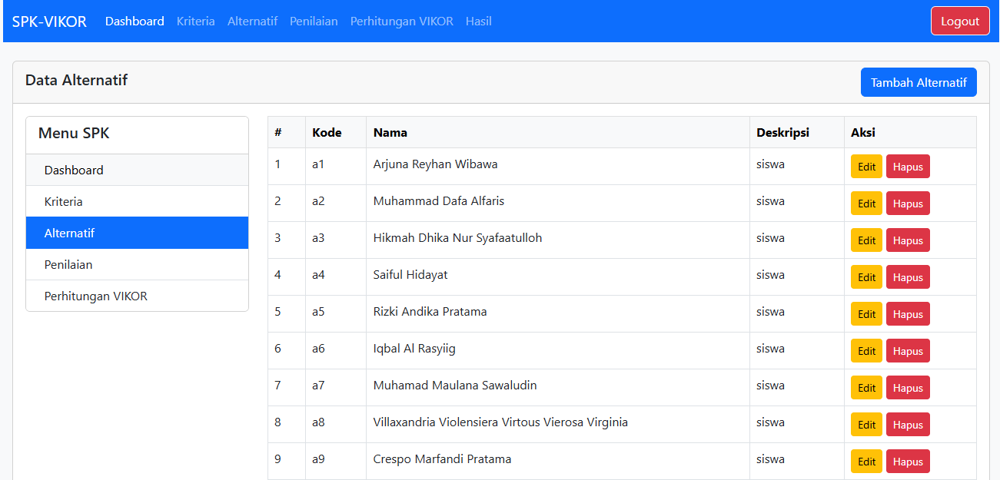 SPK-VIKOR Dashboard Kriteria Alternatif Penilaian Perhitungan VIKOR Hasil Logout
Data Alternatif Tambah Alternatif
Menu SPK
Dashboard
Kriteria
Alternatif
Penilaian
Perhitungan VIKOR
# Kode Nama Deskripsi Aksi
1 a1 Arjuna Reyhan Wibawa siswa Edit Hapus
2 a2 Muhammad Dafa Alfaris siswa Edit Hapus
3 a3 Hikmah Dhika Nur Syafaatulloh siswa Edit Hapus
4 a4 Saiful Hidayat siswa Edit Hapus
5 a5 Rizki Andika Pratama siswa Edit Hapus
6 a6 Iqbal Al Rasyiig siswa Edit Hapus
7 a7 Muhamad Maulana Sawaludin siswa Edit Hapus
8 a8 Villaxandria Violensiera Virtous Vierosa Virginia siswa Edit Hapus
9 a9 Crespo Marfandi Pratama siswa Edit Hapus